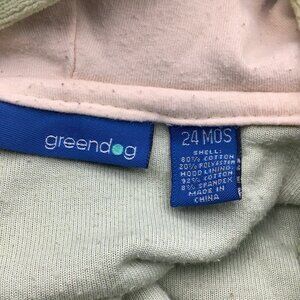 greendog
24 MOS
SHELL:
80% COTTON
20% POLYESTER
HOOD LINING:
92% COTTON
8% SPANDEX
MADE IN
CHINA